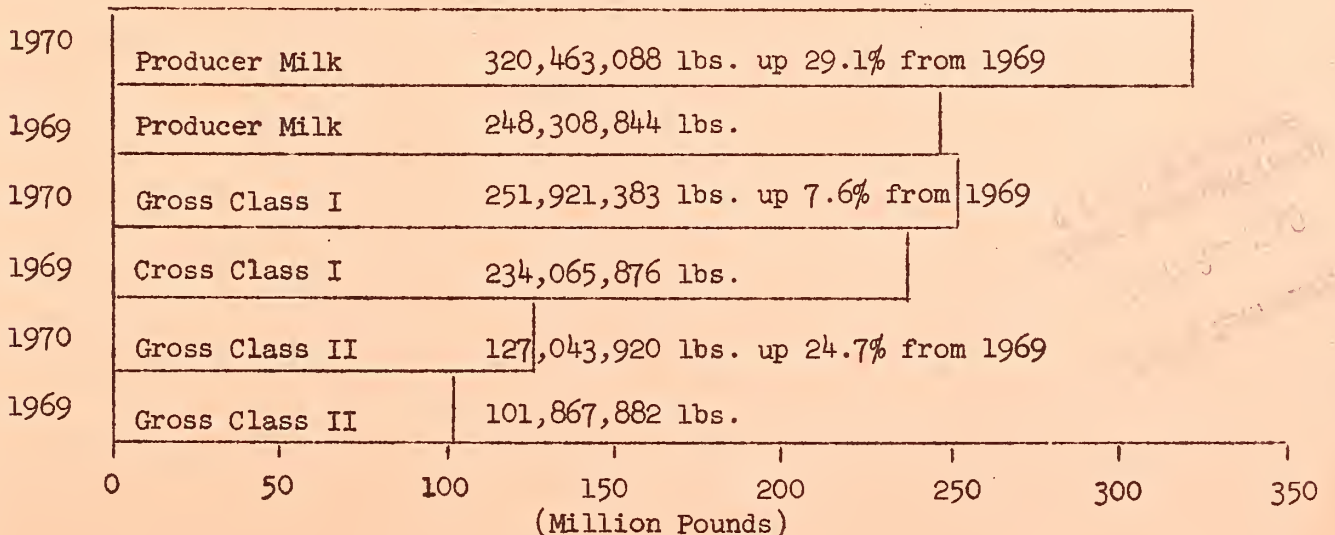 1970 Producer Milk 320,463,088 lbs. up 29.1% from 1969
1969 Producer Milk 248,308,844 lbs.
1970 Gross Class I 251,921,383 lbs. up 7.6% from 1969
1969 Cross Class I 234,065,876 lbs.
1970 Gross Class II 127,043,920 lbs. up 24.7% from 1969
1969 Gross Class II 101,867,882 lbs.
0 50 100 150 200 250 300 350
(Million Pounds)